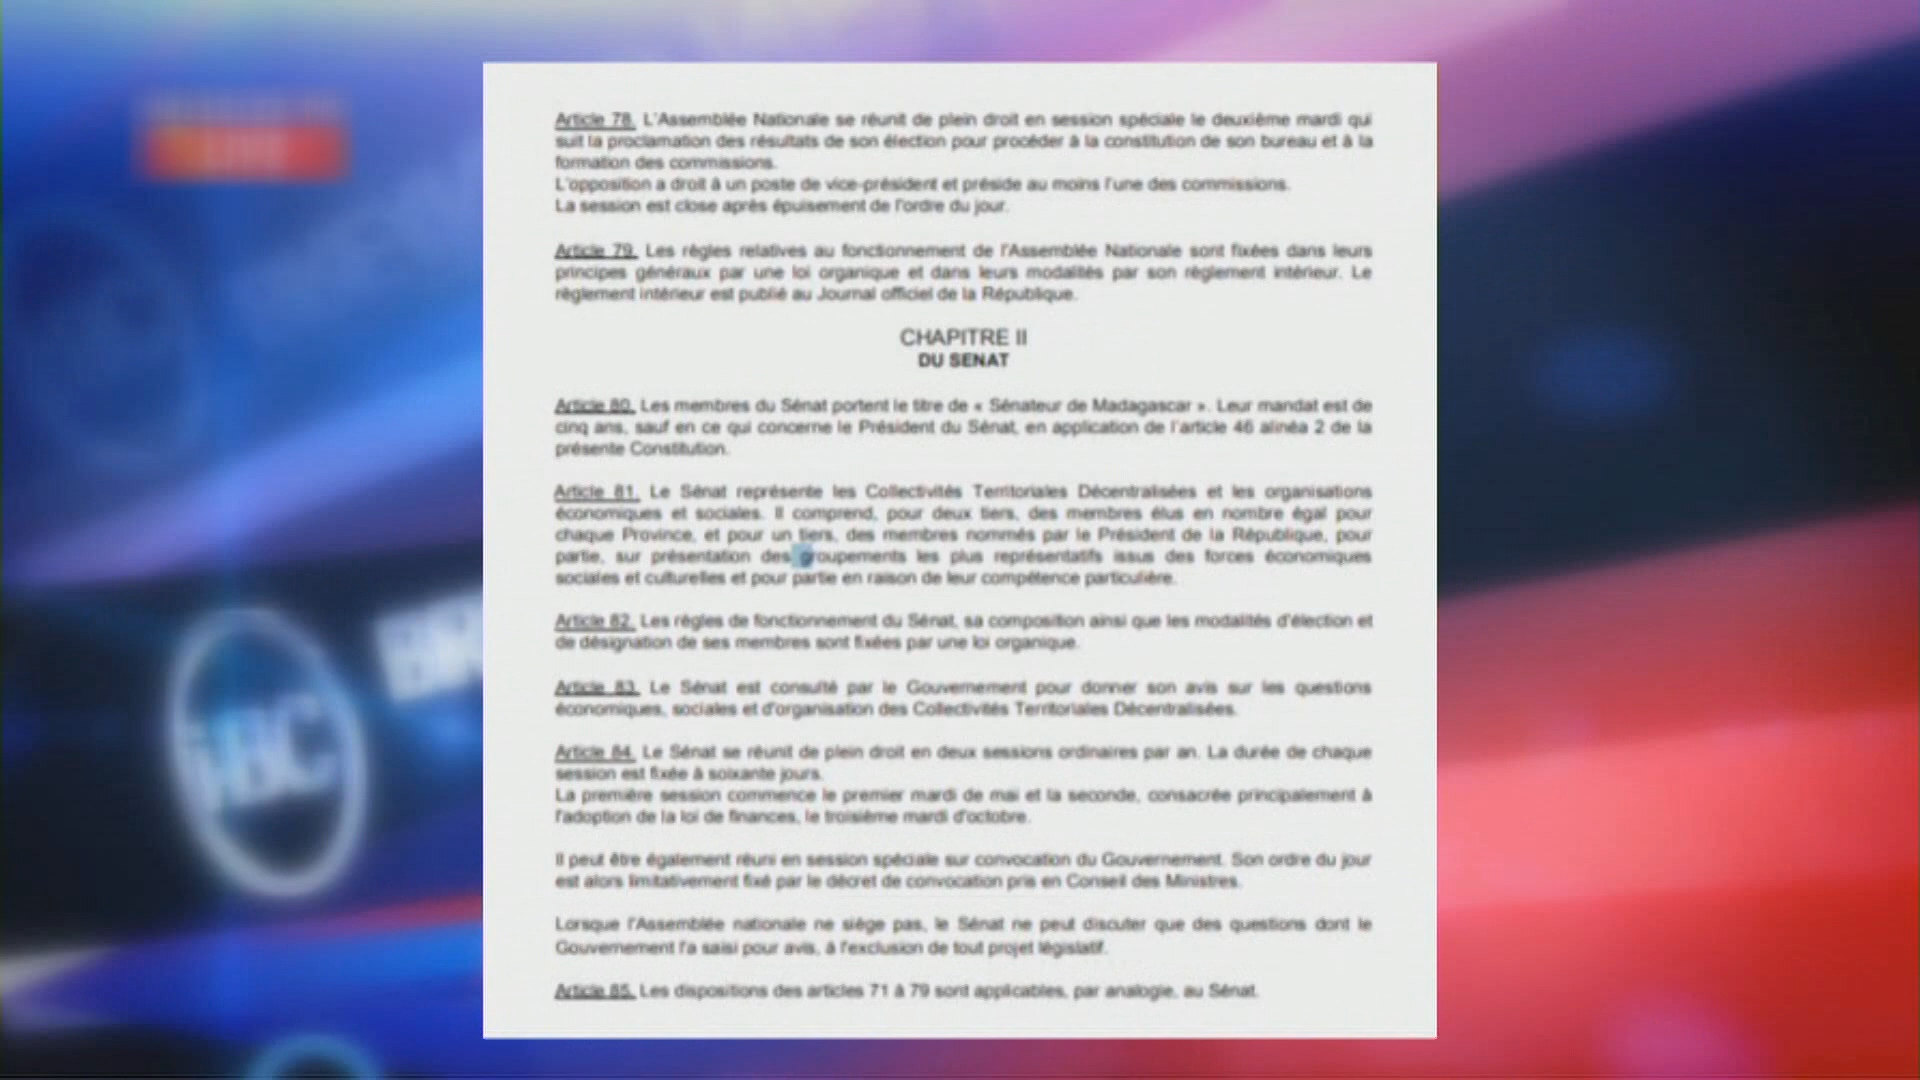 Article 78. L'Assemblée Nationale se réunit de plein droit en session spéciale le deuxième mardi qui
suit la proclamation des résultats de son élection pour procéder à la constitution de son bureau et à la
formation des commissions.
L'opposition a droit à un poste de vice-président et préside au moins l'une des commissions.
La session est close après épuisement de l'ordre du jour.
Article 79. Les règles relatives au fonctionnement de l'Assemblée Nationale sont fixées dans leurs
principes généraux par une loi organique et dans leurs modalités par son règlement intérieur. Le
règlement intérieur est publié au Journal officiel de la République.
CHAPITRE II
DU SENAT
Article 80. Les membres du Sénat portent le titre de « Sénateur de Madagascar ». Leur mandat est de
cinq ans, sauf en ce qui concerne le Président du Sénat, en application de l'article 46 alinéa 2 de la
présente Constitution.
Article 81. Le Sénat représente les Collectivités Territoriales Décentralisées et les organisations
économiques et sociales. Il comprend, pour deux tiers, des membres élus en nombre égal pour
chaque Province, et pour un tiers, des membres nommés par le Président de la République, pour
partie, sur présentation des groupements les plus représentatifs issus des forces économiques
sociales et culturelles et pour partie en raison de leur compétence particulière.
Article 82. Les règles de fonctionnement du Sénat, sa composition ainsi que les modalités d'élection et
de désignation de ses membres sont fixées par une loi organique.
Article 83. Le Sénat est consulté par le Gouvernement pour donner son avis sur les questions
économiques, sociales et d'organisation des Collectivités Territoriales Décentralisées.
Article 84. Le Sénat se réunit de plein droit en deux sessions ordinaires par an. La durée de chaque
session est fixée à soixante jours.
La première session commence le premier mardi de mai et la seconde, consacrée principalement à
l'adoption de la loi de finances, le troisième mardi d'octobre.
Il peut être également réuni en session spéciale sur convocation du Gouvernement. Son ordre du jour
est alors limitativement fixé par le décret de convocation pris en Conseil des Ministres.
Lorsque l'Assemblée nationale ne siège pas, le Sénat ne peut discuter que des questions dont le
Gouvernement l'a saisi pour avis, à l'exclusion de tout projet législatif.
Article 85. Les dispositions des articles 71 à 79 sont applicables, par analogie, au Sénat.